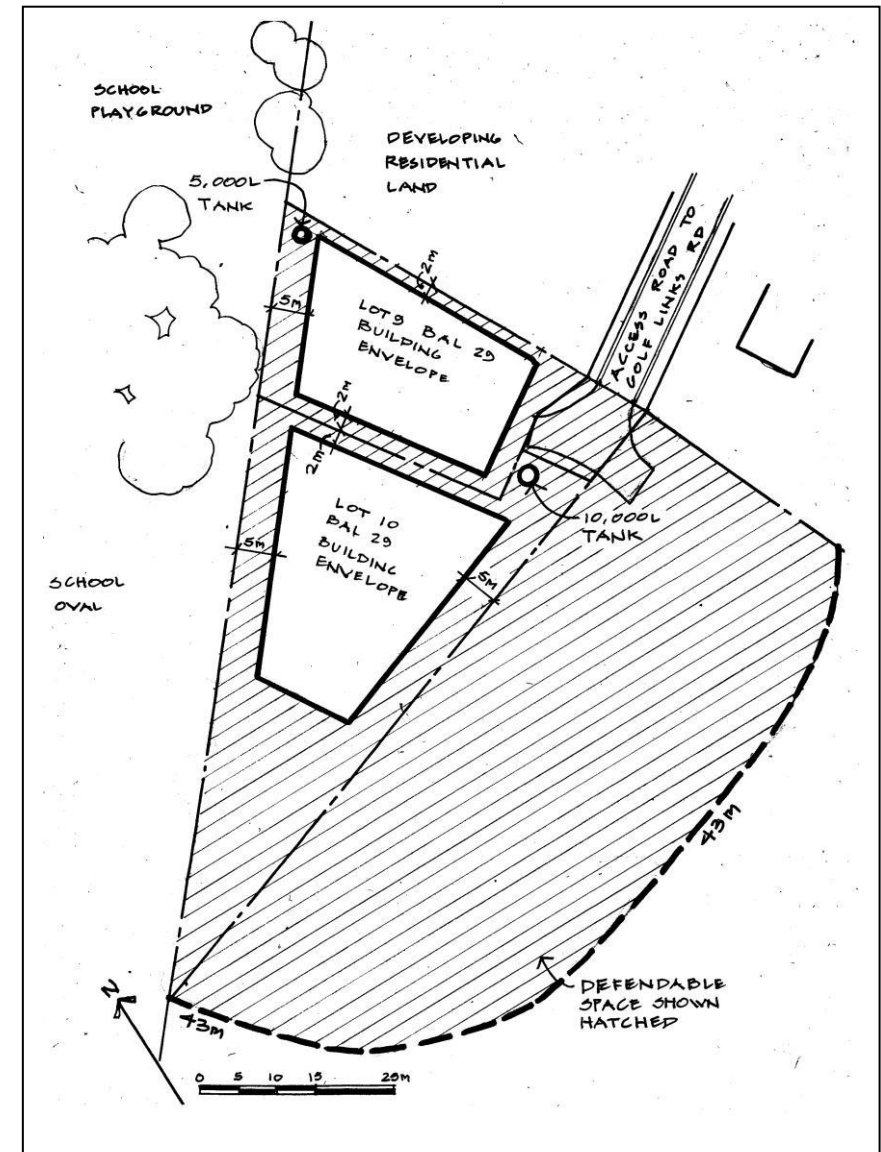 SCHOOL
PLAYGROUND
DEVELOPING
RESIDENTIAL
LAND
5,000L
TANK
ACCESS ROAD TO
GOLF LINKS RD
2m
5m
LOT 9 BAL 29
BUILDING
ENVELOPE
2m
2m
LOT 10
BAL 29
BUILDING
ENVELOPE
10,000L
TANK
5m
5M
SCHOOL
OVAL
43M
DEFENDABLE
SPACE SHOWN
HATCHED
N
43m
0 5 10 15 25M